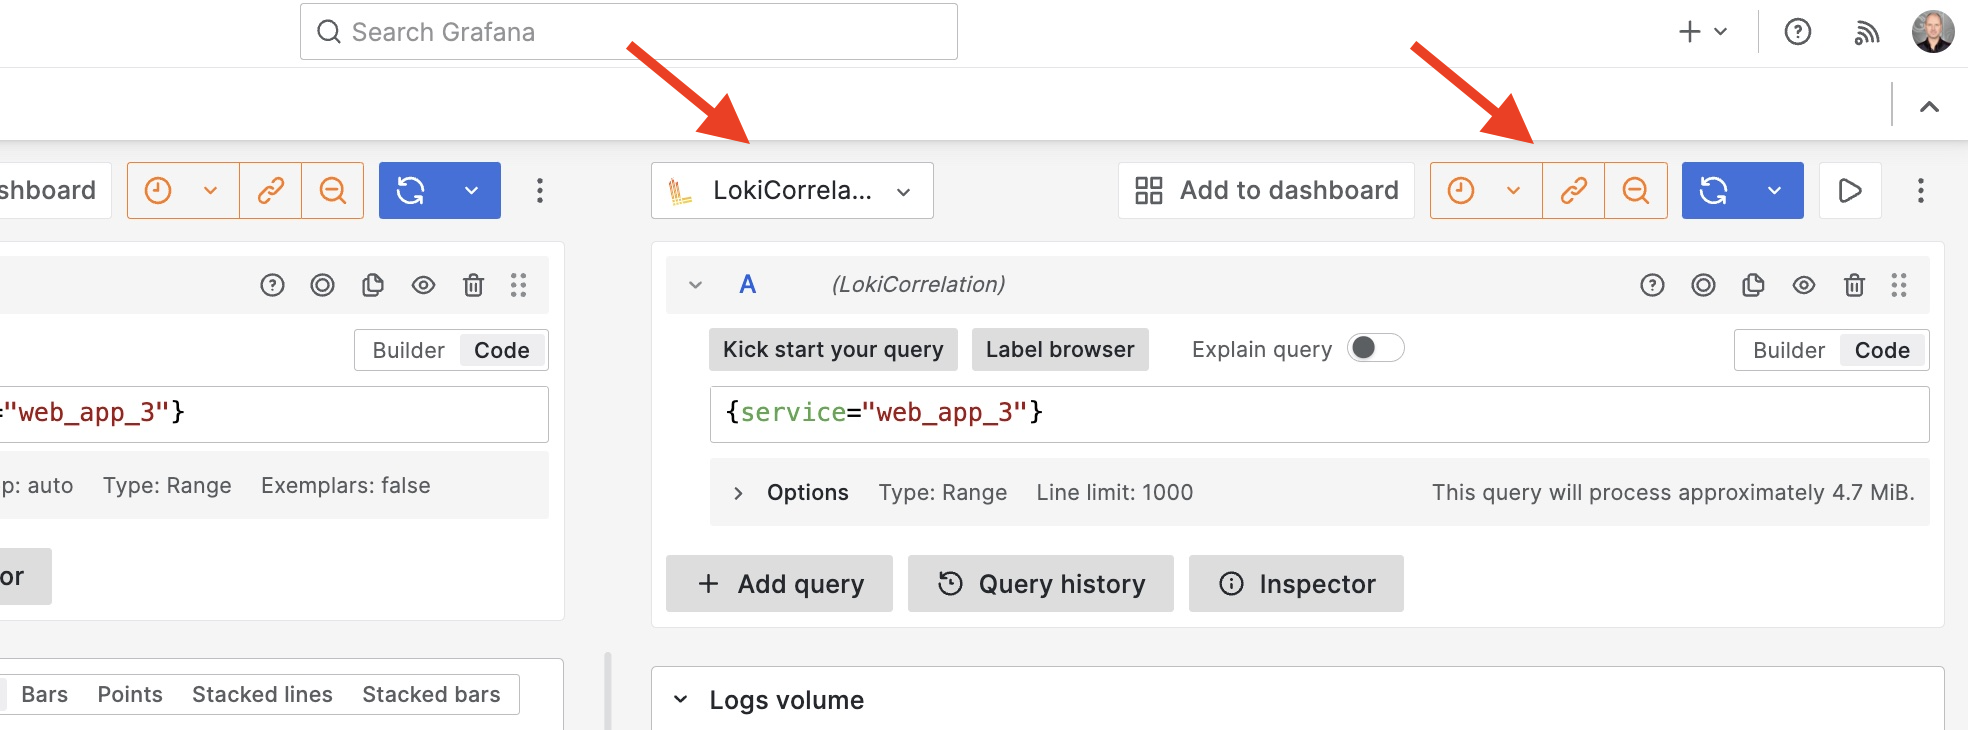 Search Grafana
shboard
LokiCorrela...
Add to dashboard
A
(LokiCorrelation)
Builder
Code
Kick start your query
Label browser
Explain query
Builder
Code
="web_app_3"}
{service="web_app_3"}
p: auto
Type: Range
Exemplars: false
Options
Type: Range
Line limit: 1000
This query will process approximately 4.7 MiB.
or
Add query
Query history
Inspector
Bars
Points
Stacked lines
Stacked bars
Logs volume